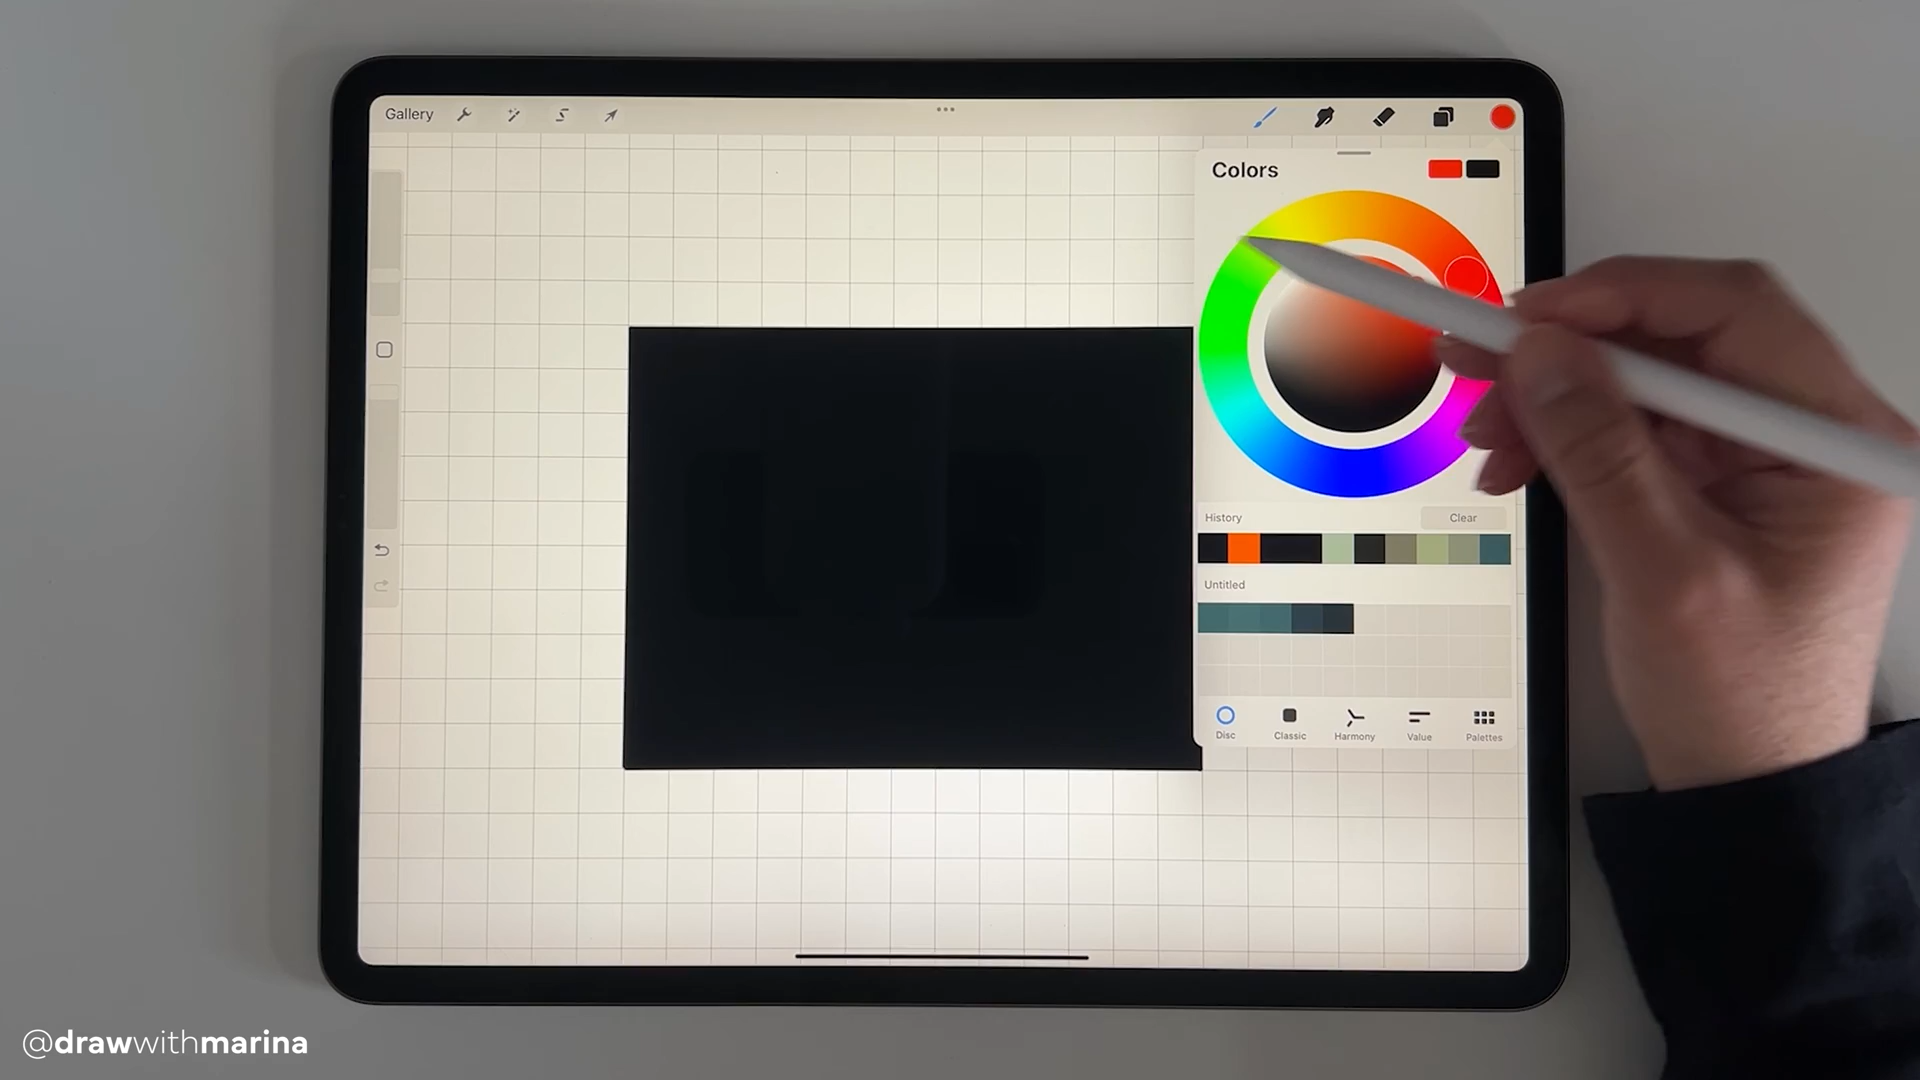 Gallery
Colors
History
Clear
Untitled
Disc
Classic
Harmony
Value
Palettes
@drawwithmarina